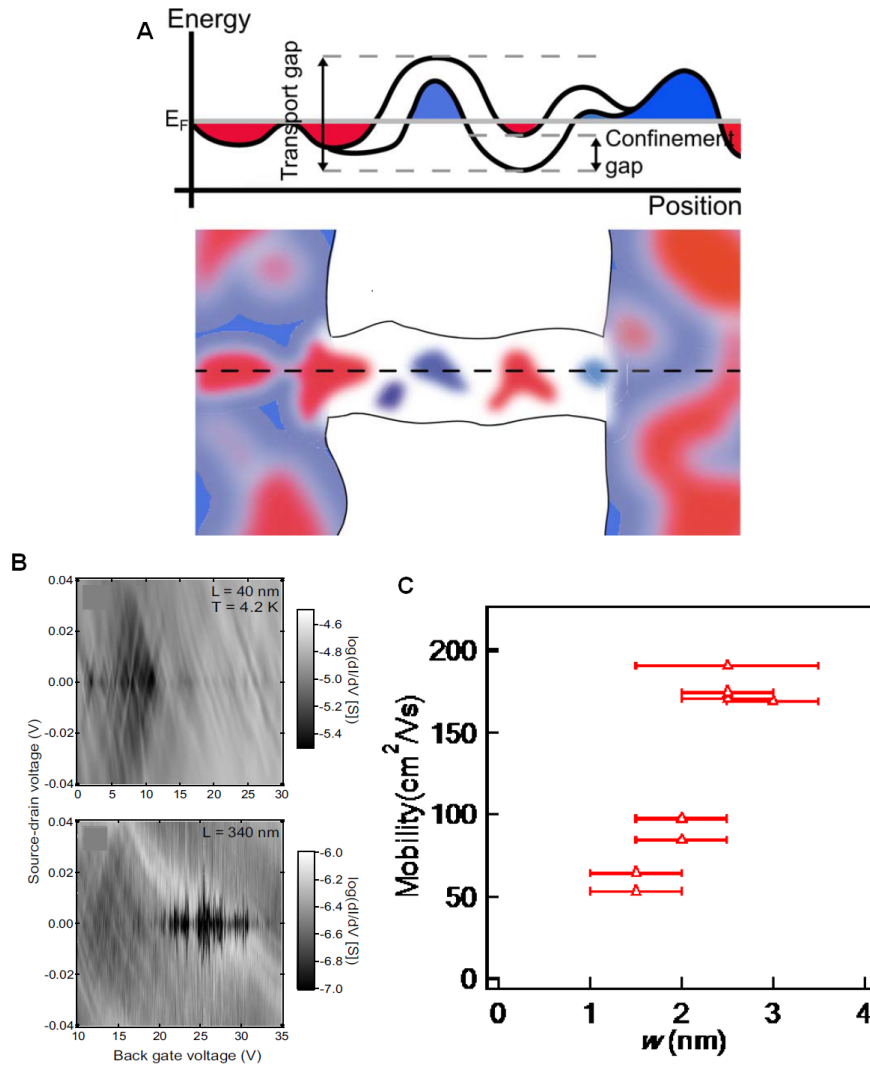 A
Energy
E_F
Transport gap
Confinement
gap
Position
B
0.04
0.02
0.00
-0.02
-0.04
L = 40 nm
T = 4.2 K
0
5
10
15
20
25
30
-4.6
-4.8
-5.0
-5.2
-5.4
log(dI/dV [S])
Source-drain voltage (V)
0.04
0.02
0.00
-0.02
-0.04
L = 340 nm
10
15
20
25
30
35
-6.0
-6.2
-6.4
-6.6
-6.8
-7.0
log(dI/dV [S])
Back gate voltage (V)
C
Mobility(cm²/Vs)
200
150
100
50
0
0
1
2
3
4
w(nm)